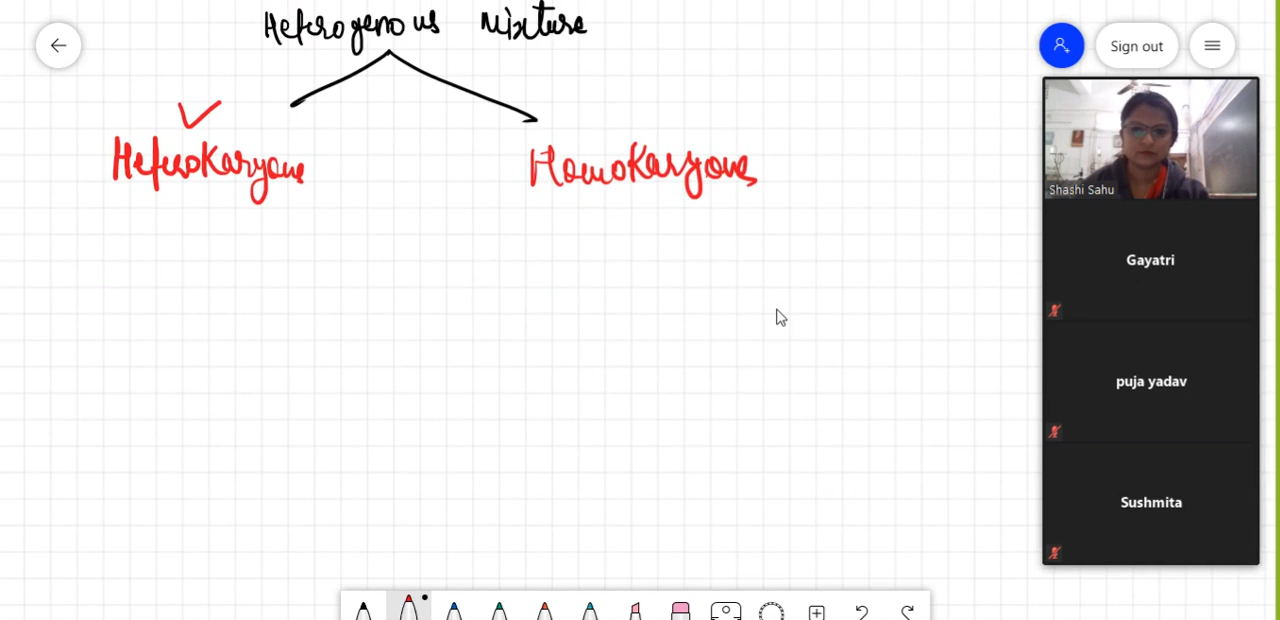 Heterogenous Mixture
Sign out
Heterokaryons
Homokaryons
Shashi Sahu
Gayatri
puja yadav
Sushmita